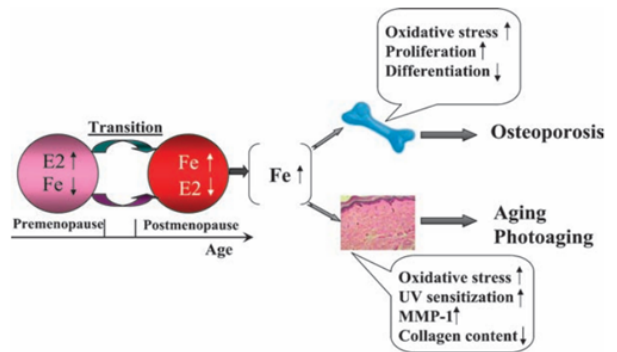 Oxidative stress ↑
Proliferation ↑
Differentiation ↓
Transition
E2 ↑
Fe ↓
Fe ↑
E2 ↓
Fe ↑
Osteoporosis
Premenopause
Postmenopause
Age
Aging
Photoaging
Oxidative stress ↑
UV sensitization ↑
MMP-1↑
Collagen content↓